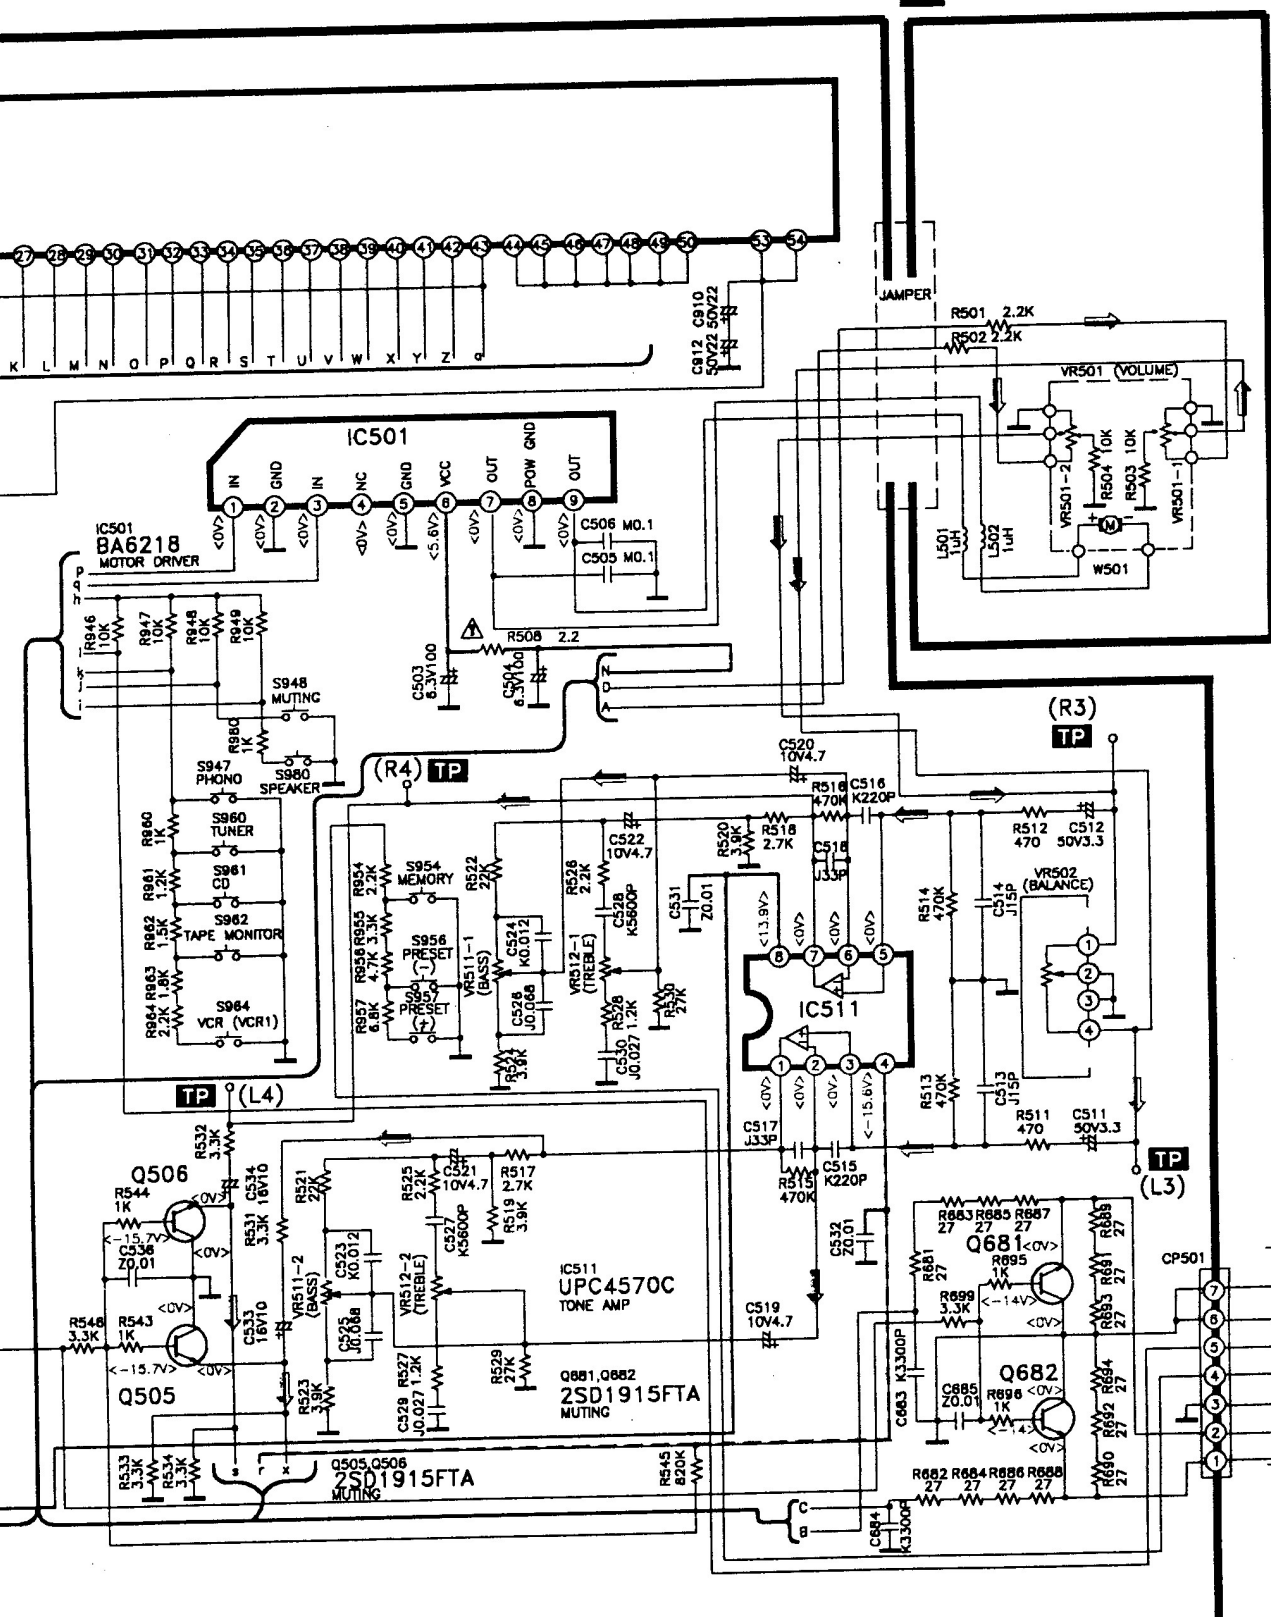 27 28 29 30 31 32 33 34 35 36 37 38 39 40 41 42 43 44 45 46 47 48 49 50 53 54
K L M N O P Q R S T U V W X Y Z a
C910 50V22
C912 50V22
JAMPER
R501 2.2K
R502 2.2K
VR501 (VOLUME)
VR501-2
R504 10K
R503 10K
VR501-1
+ M -
W501
L501 1uH
L502 1uH
IC501
IN GND IN NC GND VCC OUT POW GND OUT
1 2 3 4 5 6 7 8 9
<0V> <0V> <0V> <0V> <0V> <5.6V> <0V> <0V> <0V>
C506 M0.1
C505 M0.1
IC501
BA6218
MOTOR DRIVER
p
q
h
l
k
j
i
R946 10K
R947 10K
R948 10K
R949 10K
R508 2.2
C503 6.3V100
C504 6.3V100
N
D
A
S948
MUTING
R980 1K
S980
SPEAKER
S947
PHONO
R960 1K
S960
TUNER
R961 1.2K
S961
CD
R962 1.5K
S962
TAPE MONITOR
R963 1.8K
R964 2.2K
S964
VCR (VCR1)
(R4) TP
(R3)
TP
C520
10V4.7
R516
470K
C516
K220P
R518
2.7K
R520 3.9K
C518
J33P
C522
10V4.7
R512
470
C512
50V3.3
VR502
(BALANCE)
1
2
3
4
R514 470K
C514 J15P
R513 470K
C513 J15P
R511
470
C511
50V3.3
TP
(L3)
R954 2.2K
S954
MEMORY
R955 3.3K
R956 4.7K
S956
PRESET
(-)
R957 6.8K
S957
PRESET
(+)
R522 22K
VR511-1 (BASS)
C524 K0.012
C526 J0.068
R524 3.9K
R526 2.2K
C528 K5600P
VR512-1 (TREBLE)
R528 1.2K
C530 J0.027
R530 27K
C531 Z0.01
<13.9V> <0V> <0V> <0V>
8 7 6 5
IC511
1 2 3 4
<0V> <0V> <0V> <-15.6V>
C517
J33P
R515
470K
C515
K220P
TP (L4)
R532 3.3K
C534 16V10
R531 3.3K
C533 16V10
Q506
R544
1K
<0V>
<-15.7V>
C536
Z0.01
<0V>
<0V>
R546
3.3K
R543
1K
<-15.7V>
<0V>
Q505
R521 22K
VR511-2 (BASS)
C523 K0.012
C525 J0.068
R523 3.9K
R525 2.2K
C521
10V4.7
C527 K5600P
VR512-2 (TREBLE)
R527 1.2K
C529 J0.027
R517
2.7K
R519 3.9K
R529 27K
IC511
UPC4570C
TONE AMP
C519
10V4.7
C532 Z0.01
Q681,Q682
2SD1915FTA
MUTING
Q505,Q506
2SD1915FTA
MUTING
R533 3.3K
R534 3.3K
s r x
R545 820K
R683 R685 R687
27 27 27
Q681
<0V>
R681 27
R695
1K
<-14V>
<0V>
R699
3.3K
R689 27
R691 27
R693 27
C683 K3300P
Q682
<0V>
C685
Z0.01
R696
1K
<-14>
<0V>
R694 27
R692 27
R690 27
R682 R684 R686 R688
27 27 27 27
C684 K3300P
C
B
CP501
7
6
5
4
3
2
1